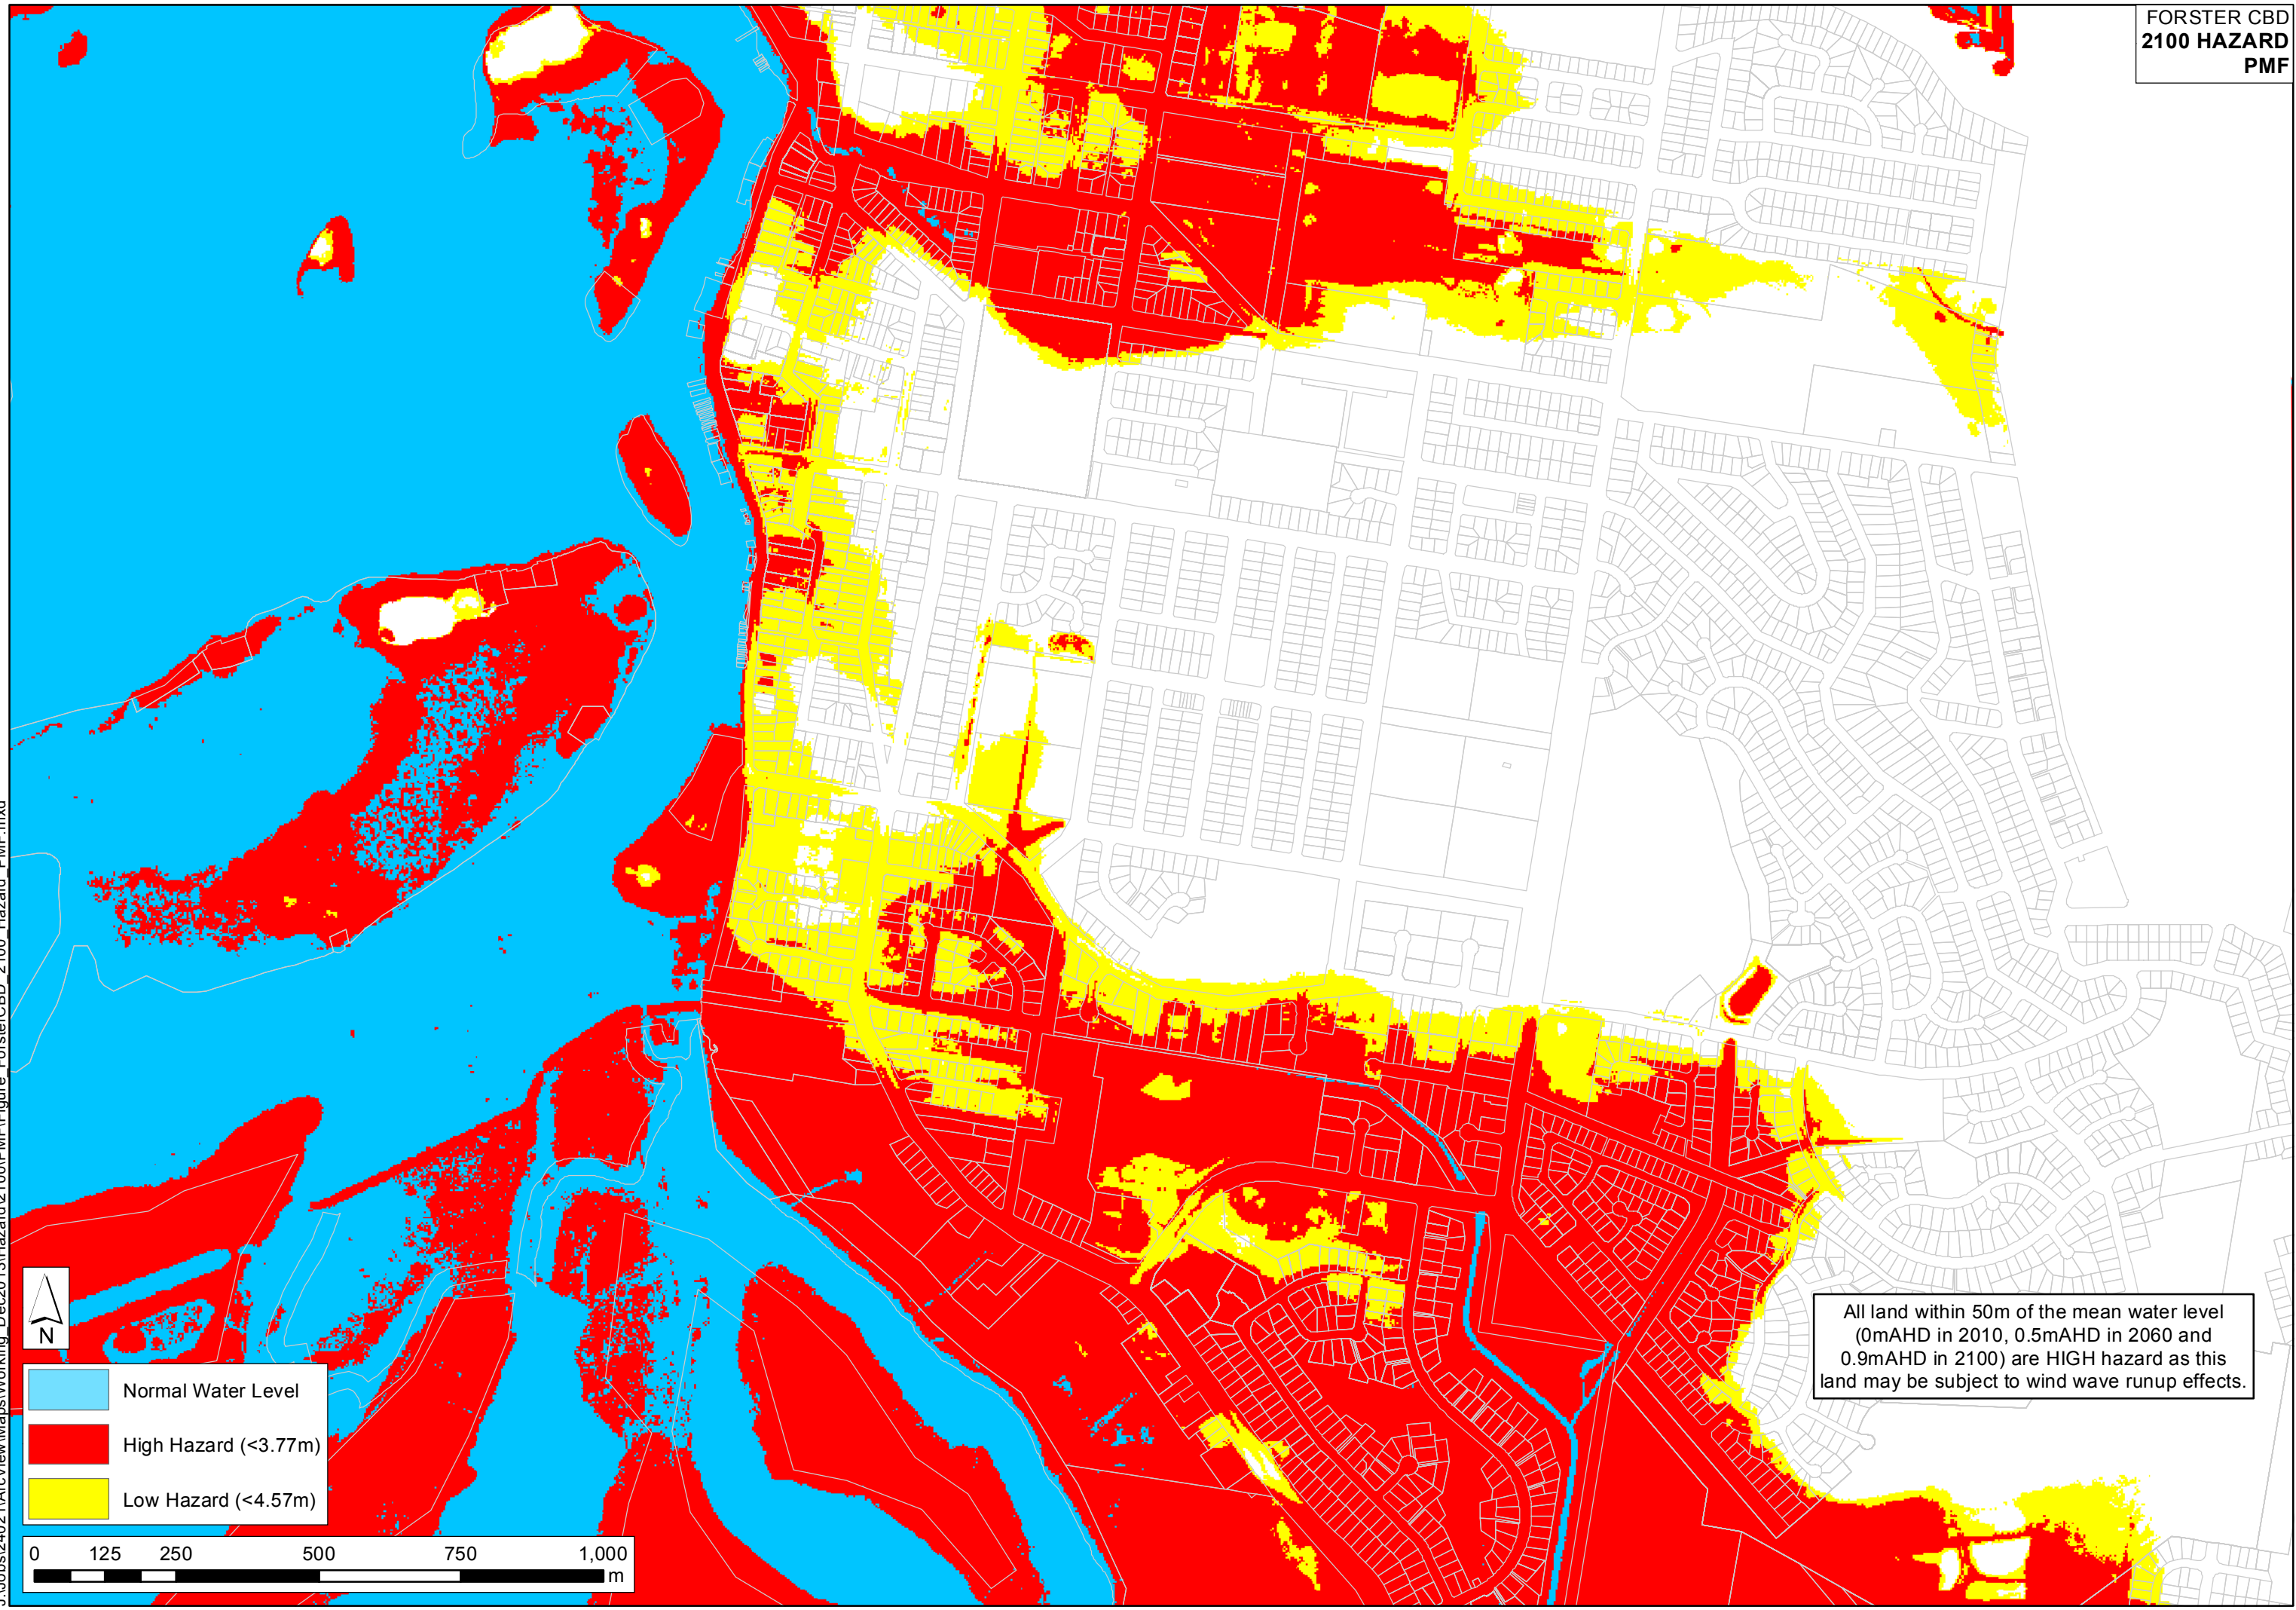 FORSTER CBD
2100 HAZARD
PMF
All land within 50m of the mean water level
(0mAHD in 2010, 0.5mAHD in 2060 and
0.9mAHD in 2100) are HIGH hazard as this
land may be subject to wind wave runup effects.
N
Normal Water Level
High Hazard (<3.77m)
Low Hazard (<4.57m)
0 125 250 500 750 1,000
m